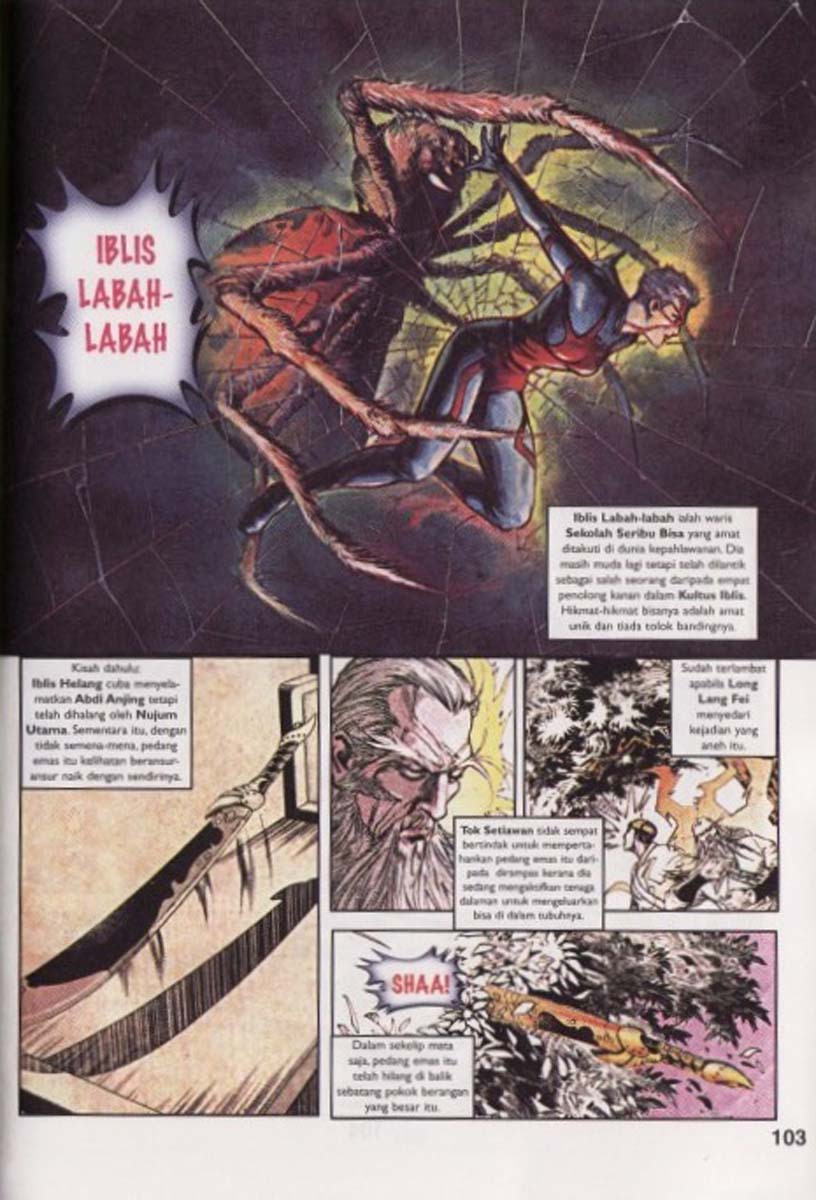 IBLIS
LABAH-
LABAH
Iblis Labah-labah ialah waris
Sekolah Seribu Bisa yang amat
ditakuti di dunia kepahlawanan. Dia
masih muda lagi tetapi telah dilantik
sebagai salah seorang daripada empat
penolong kanan dalam Kultus Iblis.
Hikmat-hikmat bisanya adalah amat
unik dan tiada tolok bandingnya.
Kisah dahulu:
Iblis Helang cuba menyela-
matkan Abdi Anjing tetapi
telah dihalang oleh Nujum
Utama. Sementara itu, dengan
tidak semena-mena, pedang
emas itu kelihatan beransur-
ansur naik dengan sendirinya.
Tok Setiawan tidak sempat
bertindak untuk memperta-
hankan pedang emas itu dari-
pada dirampas kerana dia
sedang mengaktifkan tenaga
dalaman untuk mengeluarkan
bisa di dalam tubuhnya.
Sudah terlambat
apabila Long
Lang Fei
menyedari
kejadian yang
aneh itu.
SHAA!
Dalam sekelip mata
saja, pedang emas itu
telah hilang di balik
sebatang pokok berangan
yang besar itu.
103